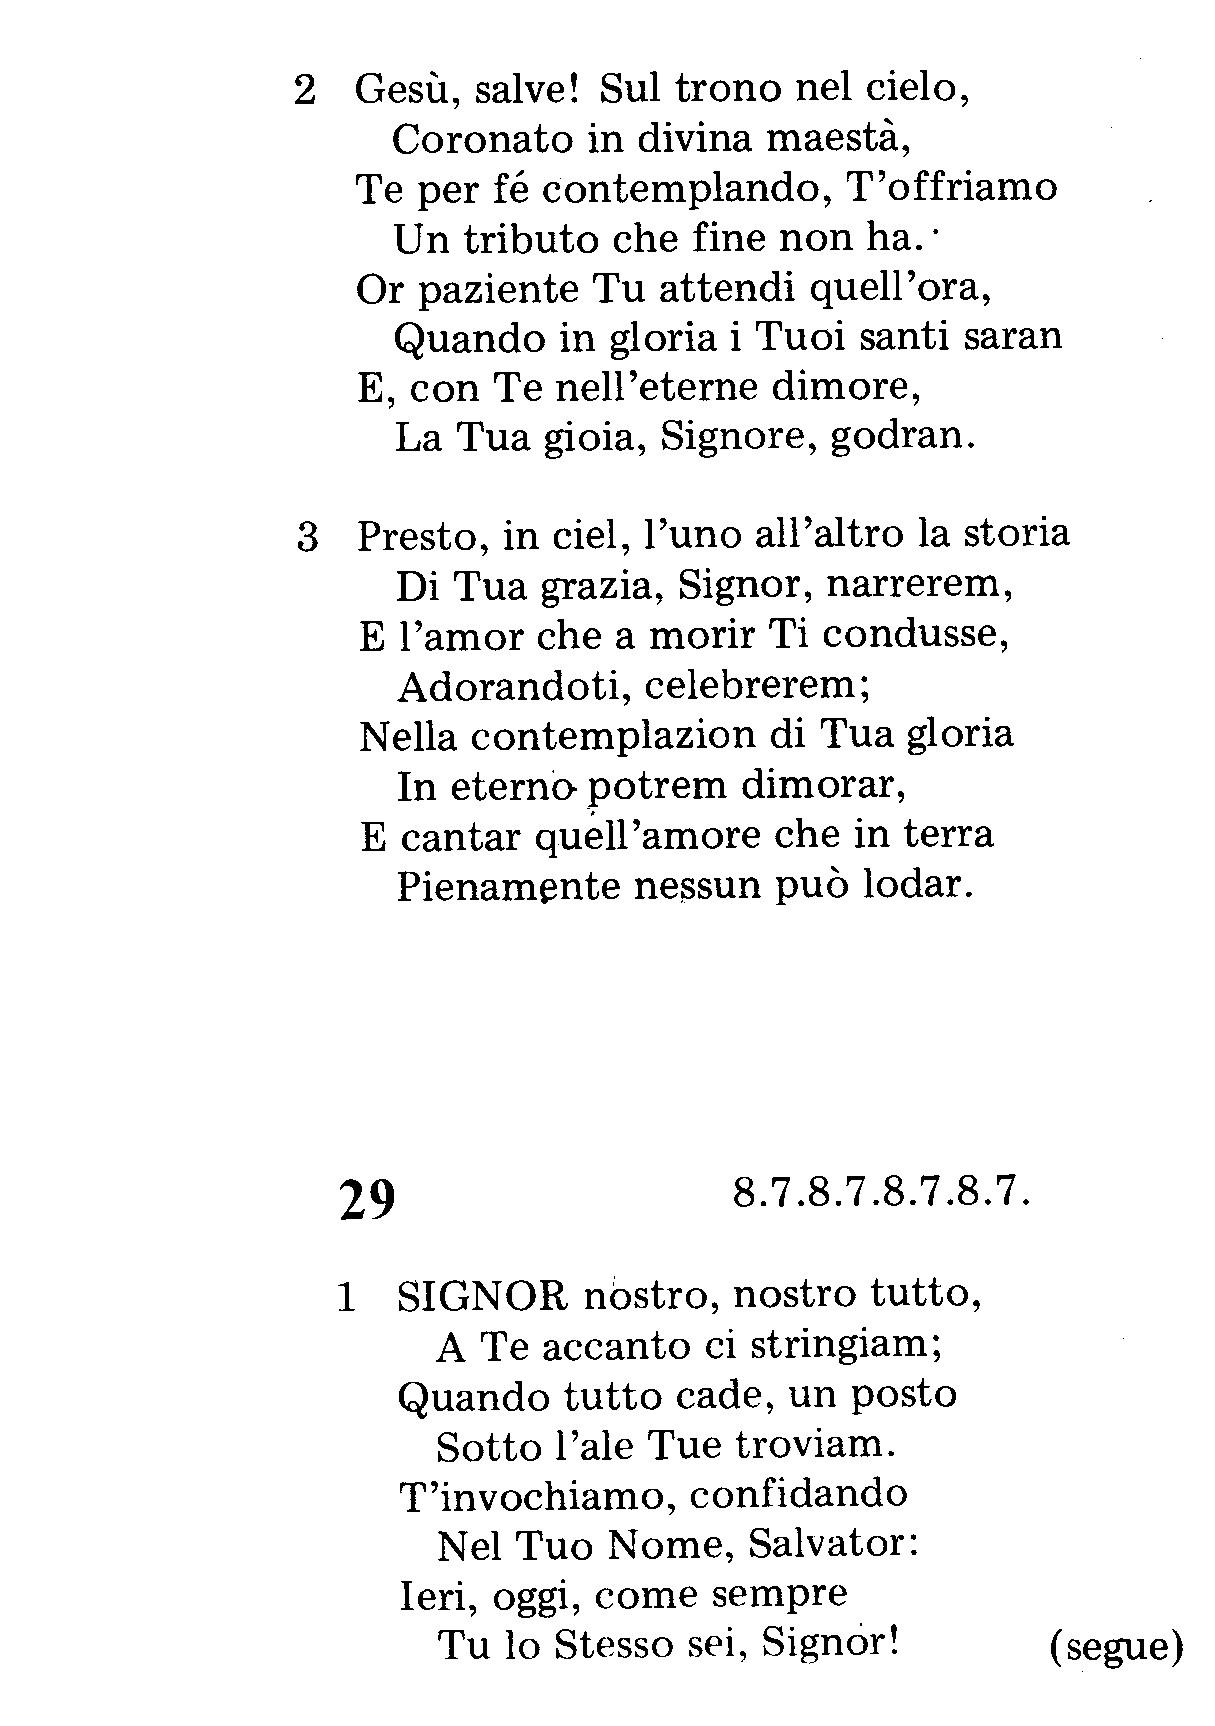 2 Gesù, salve! Sul trono nel cielo,
Coronato in divina maestà,
Te per fé contemplando, T'offriamo
Un tributo che fine non ha.
Or paziente Tu attendi quell'ora,
Quando in gloria i Tuoi santi saran
E, con Te nell'eterne dimore,
La Tua gioia, Signore, godran.
3 Presto, in ciel, l'uno all'altro la storia
Di Tua grazia, Signor, narrerem,
E l'amor che a morir Ti condusse,
Adorandoti, celebrerem;
Nella contemplazion di Tua gloria
In eterno potrem dimorar,
E cantar quell'amore che in terra
Pienamente nessun può lodar.
29 8.7.8.7.8.7.8.7.
1 SIGNOR nostro, nostro tutto,
A Te accanto ci stringiam;
Quando tutto cade, un posto
Sotto l'ale Tue troviam.
T'invochiamo, confidando
Nel Tuo Nome, Salvator:
Ieri, oggi, come sempre
Tu lo Stesso sei, Signor! (segue)